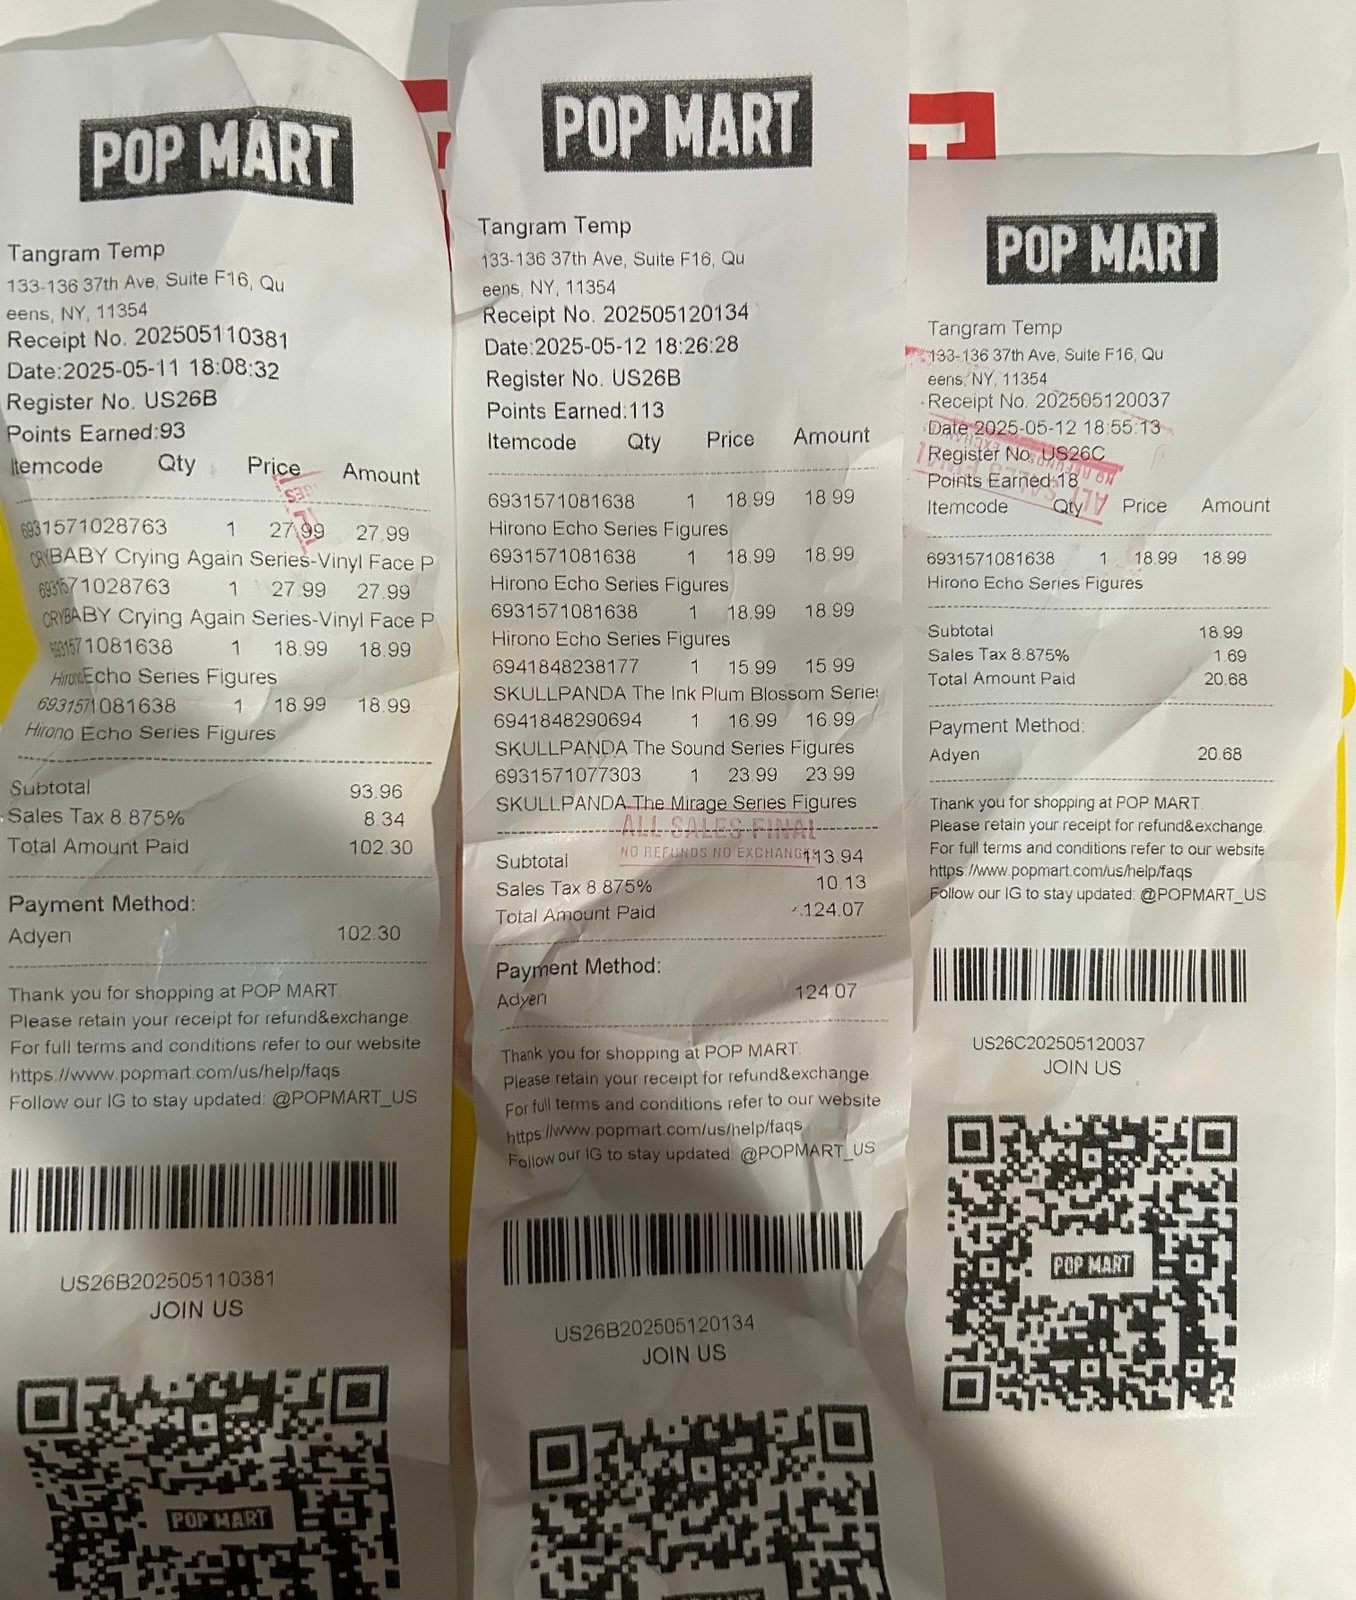 POP MART
Tangram Temp
133-136 37th Ave, Suite F16, Qu
eens, NY, 11354
Receipt No. 202505110381
Date:2025-05-11 18:08:32
Register No. US26B
Points Earned:93
Itemcode Qty Price Amount
6931571028763 1 27.99 27.99
CRYBABY Crying Again Series-Vinyl Face P
6931571028763 1 27.99 27.99
CRYBABY Crying Again Series-Vinyl Face P
6931571081638 1 18.99 18.99
Hirono Echo Series Figures
6931571081638 1 18.99 18.99
Hirono Echo Series Figures
Subtotal 93.96
Sales Tax 8.875% 8.34
Total Amount Paid 102.30
Payment Method:
Adyen 102.30
Thank you for shopping at POP MART.
Please retain your receipt for refund&exchange.
For full terms and conditions refer to our website
https://www.popmart.com/us/help/faqs
Follow our IG to stay updated: @POPMART_US
US26B202505110381
JOIN US
POP MART
POP MART
Tangram Temp
133-136 37th Ave, Suite F16, Qu
eens, NY, 11354
Receipt No. 202505120134
Date:2025-05-12 18:26:28
Register No. US26B
Points Earned:113
Itemcode Qty Price Amount
6931571081638 1 18.99 18.99
Hirono Echo Series Figures
6931571081638 1 18.99 18.99
Hirono Echo Series Figures
6931571081638 1 18.99 18.99
Hirono Echo Series Figures
6941848238177 1 15.99 15.99
SKULLPANDA The Ink Plum Blossom Series
6941848290694 1 16.99 16.99
SKULLPANDA The Sound Series Figures
6931571077303 1 23.99 23.99
SKULLPANDA The Mirage Series Figures
ALL SALES FINAL
NO REFUNDS NO EXCHANGE
Subtotal 113.94
Sales Tax 8.875% 10.13
Total Amount Paid 124.07
Payment Method:
Adyen 124.07
Thank you for shopping at POP MART.
Please retain your receipt for refund&exchange.
For full terms and conditions refer to our website
https://www.popmart.com/us/help/faqs
Follow our IG to stay updated: @POPMART_US
US26B202505120134
JOIN US
POP MART
Tangram Temp
133-136 37th Ave, Suite F16, Qu
eens, NY, 11354
Receipt No. 202505120037
Date:2025-05-12 18:55:13
Register No. US26C
Points Earned:18
ALL SALES FINAL
Itemcode Qty Price Amount
6931571081638 1 18.99 18.99
Hirono Echo Series Figures
Subtotal 18.99
Sales Tax 8.875% 1.69
Total Amount Paid 20.68
Payment Method:
Adyen 20.68
Thank you for shopping at POP MART.
Please retain your receipt for refund&exchange.
For full terms and conditions refer to our website
https://www.popmart.com/us/help/faqs
Follow our IG to stay updated: @POPMART_US
US26C202505120037
JOIN US
POP MART